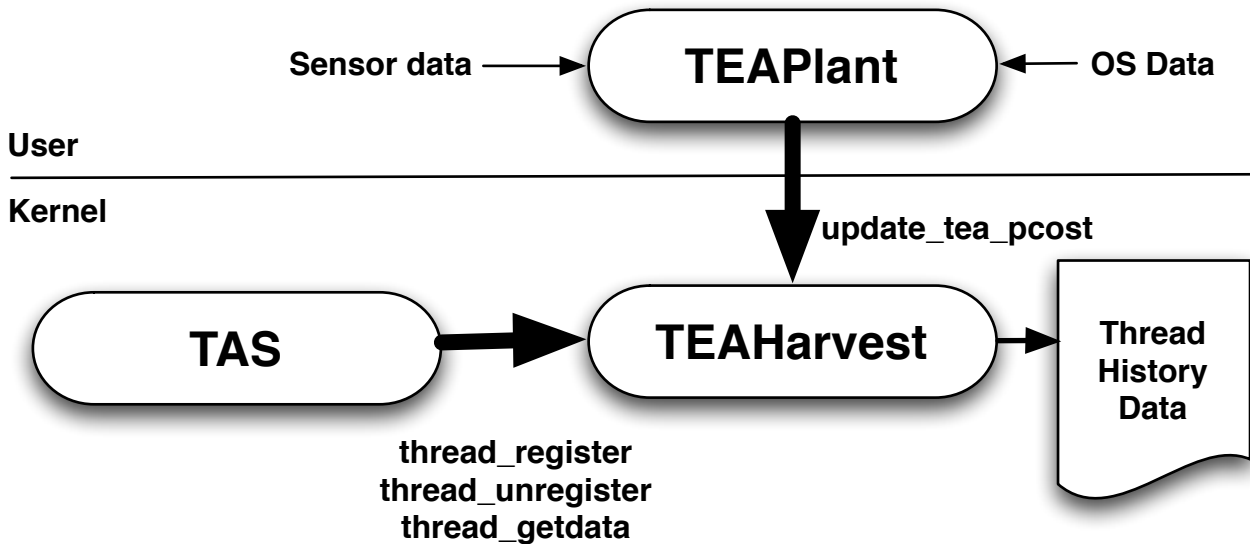 Sensor data
TEAPlant
OS Data
User
Kernel
update_tea_pcost
TAS
TEAHarvest
Thread
History
Data
thread_register
thread_unregister
thread_getdata